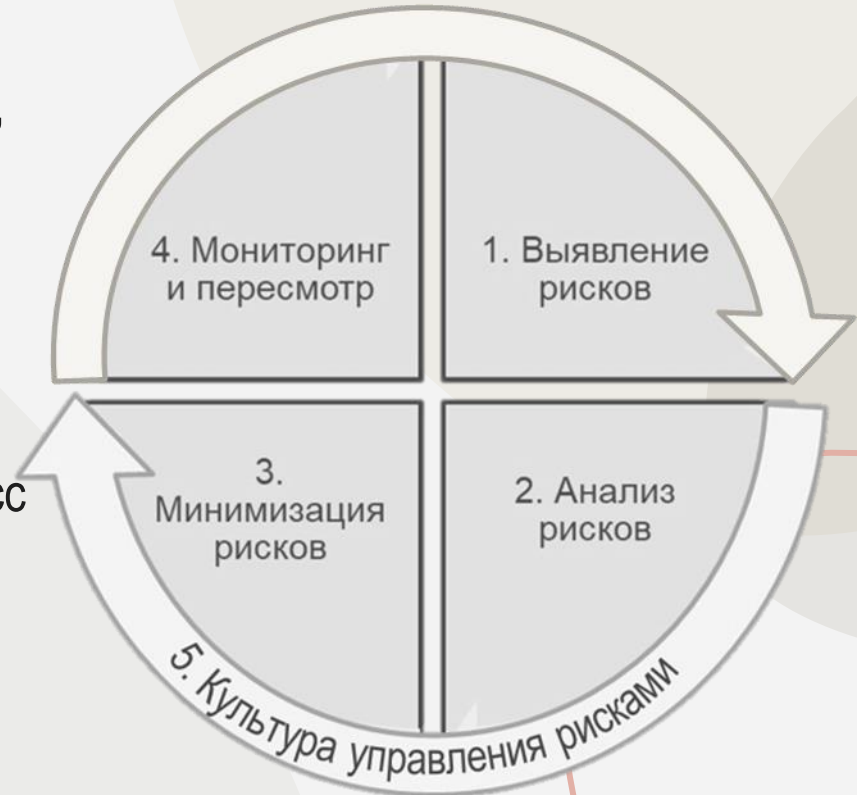 4. Мониторинг
и пересмотр
1. Выявление
рисков
3.
Минимизация
рисков
2. Анализ
рисков
5. Культура управления рисками